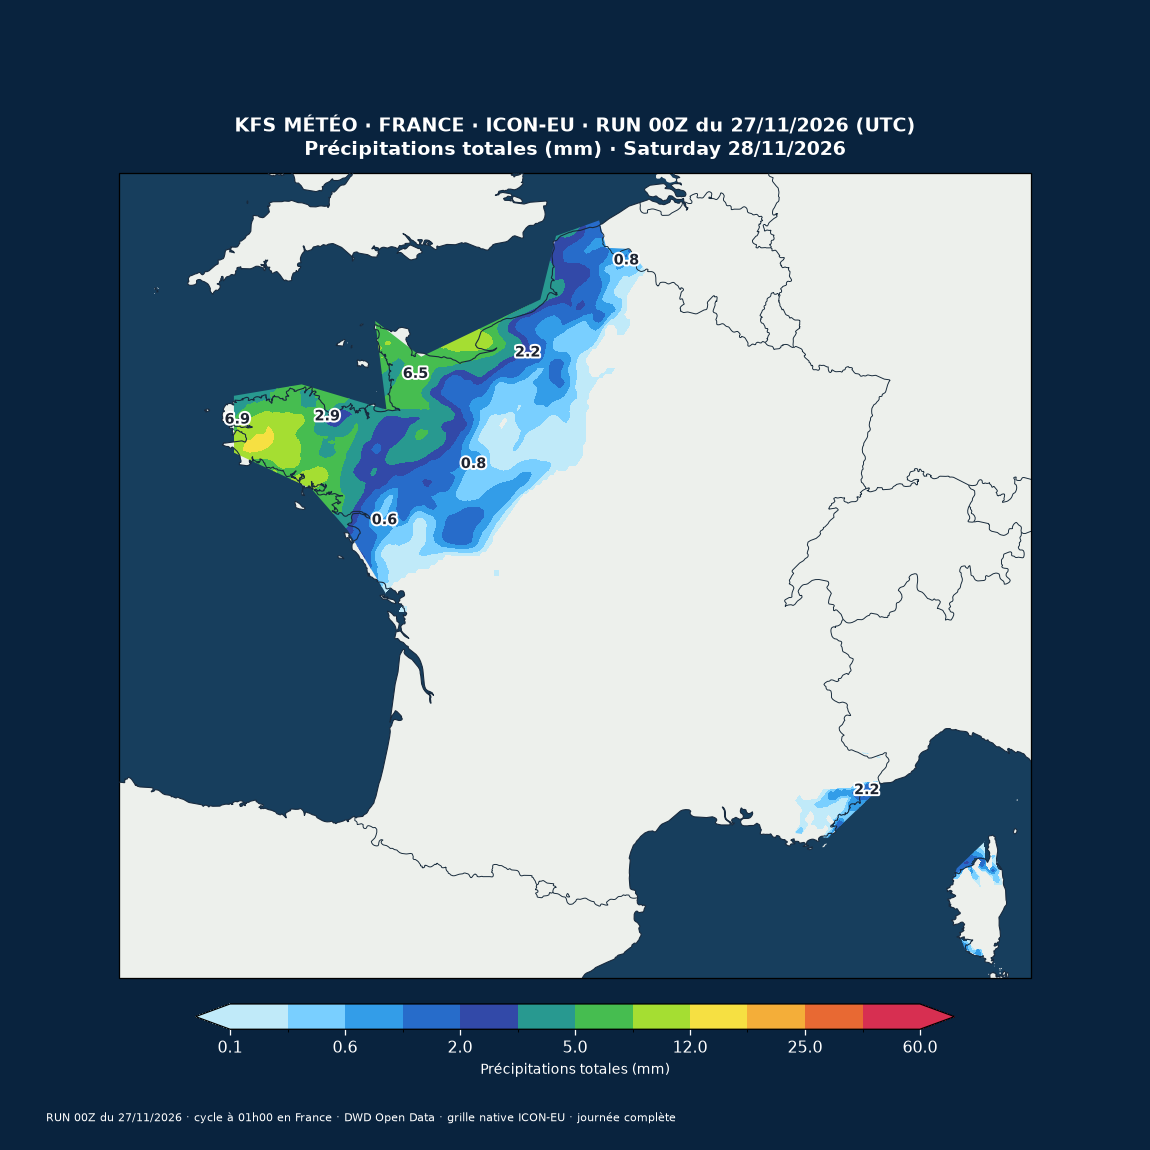 KFS MÉTÉO · FRANCE · ICON-EU · RUN 00Z du 27/11/2026 (UTC)
Précipitations totales (mm) · Saturday 28/11/2026
0.8
2.2
6.5
6.9
2.9
0.8
0.6
2.2
0.1 0.6 2.0 5.0 12.0 25.0 60.0
Précipitations totales (mm)
RUN 00Z du 27/11/2026 · cycle à 01h00 en France · DWD Open Data · grille native ICON-EU · journée complète